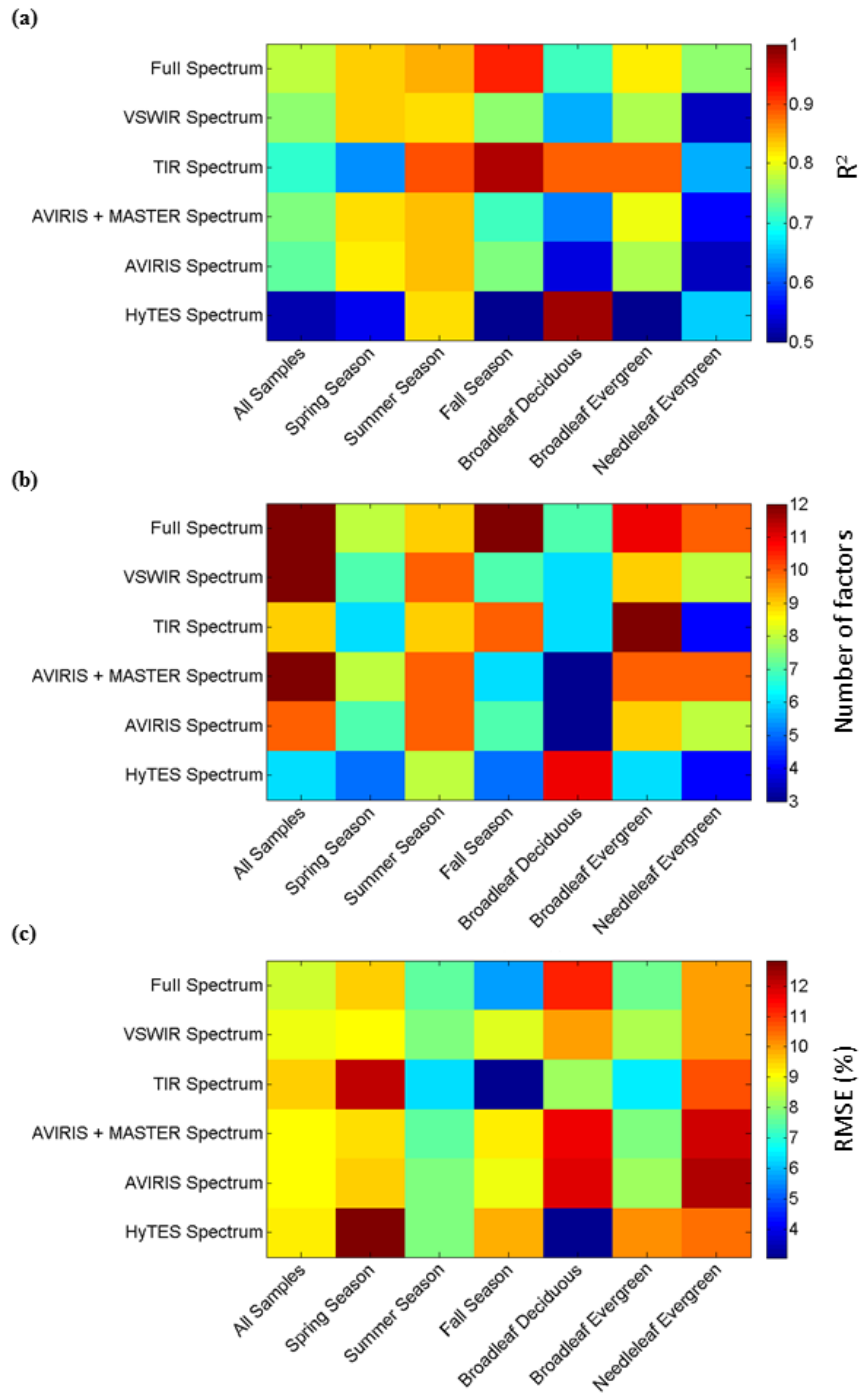 (a)
Full Spectrum
VSWIR Spectrum
TIR Spectrum
AVIRIS + MASTER Spectrum
AVIRIS Spectrum
HyTES Spectrum
All Samples
Spring Season
Summer Season
Fall Season
Broadleaf Deciduous
Broadleaf Evergreen
Needleleaf Evergreen
1
0.9
0.8
0.7
0.6
0.5
R²
(b)
Full Spectrum
VSWIR Spectrum
TIR Spectrum
AVIRIS + MASTER Spectrum
AVIRIS Spectrum
HyTES Spectrum
All Samples
Spring Season
Summer Season
Fall Season
Broadleaf Deciduous
Broadleaf Evergreen
Needleleaf Evergreen
12
11
10
9
8
7
6
5
4
3
Number of factors
(c)
Full Spectrum
VSWIR Spectrum
TIR Spectrum
AVIRIS + MASTER Spectrum
AVIRIS Spectrum
HyTES Spectrum
All Samples
Spring Season
Summer Season
Fall Season
Broadleaf Deciduous
Broadleaf Evergreen
Needleleaf Evergreen
12
11
10
9
8
7
6
5
4
RMSE (%)